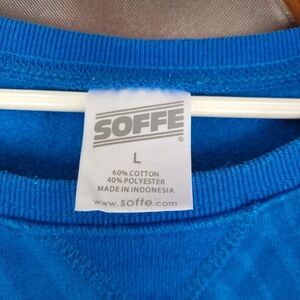 SOFFE®
L
60% COTTON
40% POLYESTER
MADE IN INDONESIA
www.soffe.com